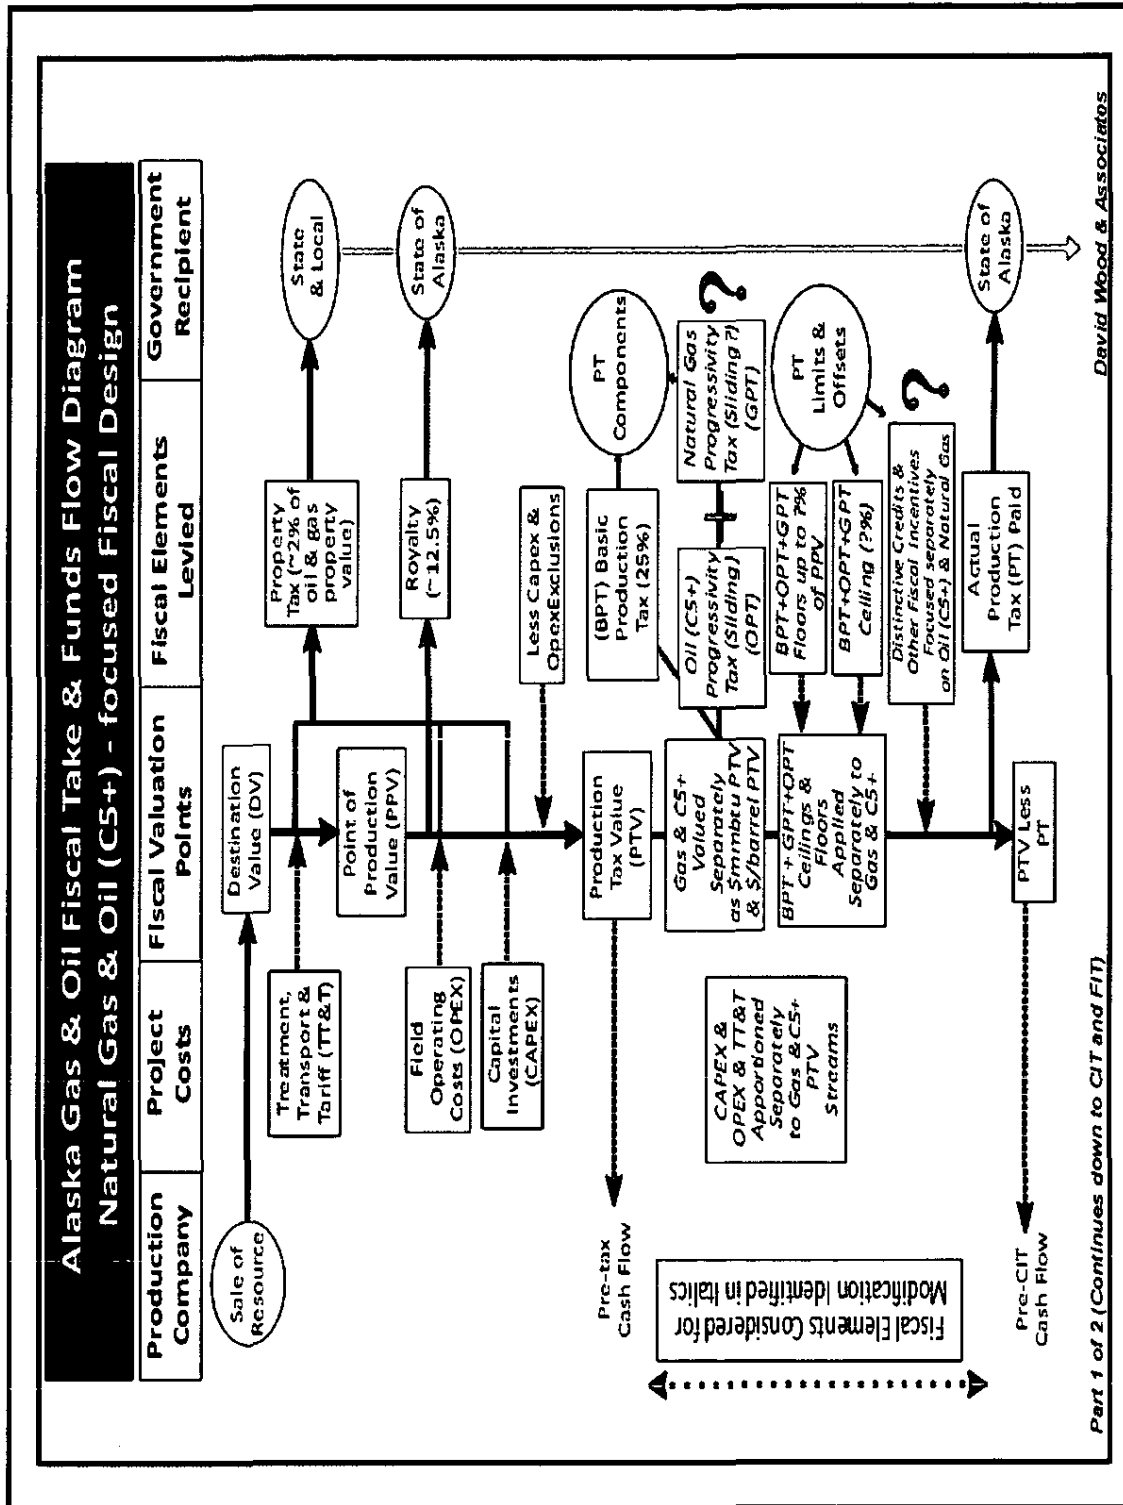 Alaska Gas & Oil Fiscal Take & Funds Flow Diagram
Natural Gas & Oil (C5+) - focused Fiscal Design
Production
Company
Project
Costs
Fiscal Valuation
Points
Fiscal Elements
Levied
Government
Recipient
Sale of
Resource
Destination
Value (DV)
Treatment,
Transport &
Tariff (TT&T)
Property
Tax (~2% of
oil & gas
property
value)
State
& Local
Point of
Production
Value (PPV)
Royalty
(~12.5%)
State of
Alaska
Field
Operating
Costs (OPEX)
Capital
Investments
(CAPEX)
Less Capex &
OpexExclusions
Pre-tax
Cash Flow
Production
Tax Value
(PTV)
(BPT) Basic
Production
Tax (25%)
PT
Components
Gas & C5+
Valued
Separately
as $mmbtu PTV
& $/barrel PTV
Oil (C5+)
Progressivity
Tax (Sliding)
(OPT)
Natural Gas
Progressivity
Tax (Sliding?)
(GPT)
?
CAPEX &
OPEX & TT&T
Apportioned
Separately
to Gas & C5+
PTV
Streams
BPT + GPT+OPT
Ceilings &
Floors
Applied
Separately to
Gas & C5+
BPT+OPT+GPT
Floors up to ?%
of PPV
BPT+OPT+GPT
Ceiling (?%)
PT
Limits &
Offsets
Distinctive Credits &
Other Fiscal Incentives
Focused separately
on Oil (C5+) & Natural Gas
?
Fiscal Elements Considered for
Modification Identified in Italics
Actual
Production
Tax (PT) Paid
State of
Alaska
Pre-CIT
Cash Flow
PTV Less
PT
Part 1 of 2 (Continues down to CIT and FIT)
David Wood & Associates